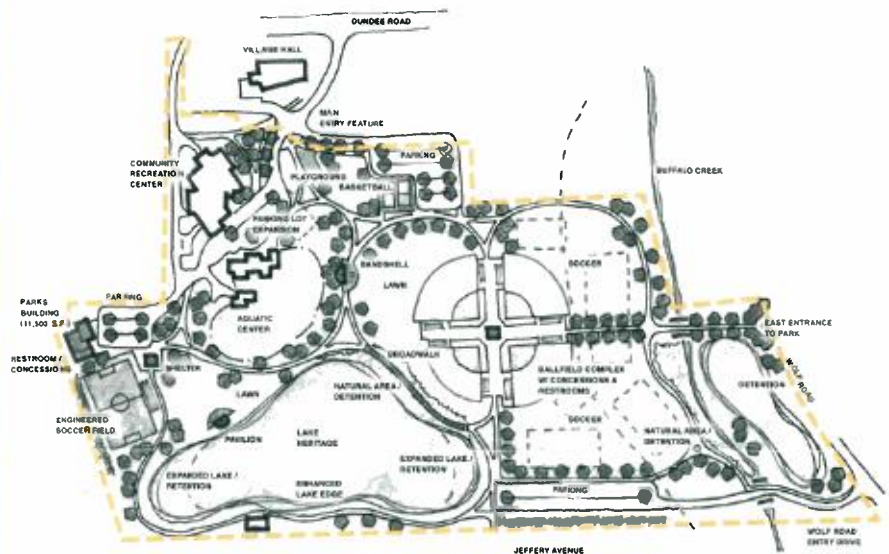 DUNDEE ROAD
VILLAGE HALL
MAIN
ENTRY FEATURE
PARKING
COMMUNITY
RECREATION
CENTER
PLAYGROUND
BASKETBALL
BUFFALO CREEK
PARKING LOT
EXPANSION
BANDSHELL
LAWN
SOCCER
PARKING
PARKS
BUILDING
(11,500 S.F.)
AQUATIC
CENTER
EAST ENTRANCE
TO PARK
RESTROOM /
CONCESSIONS
SHELTER
BOARDWALK
WOLF ROAD
BALLFIELD COMPLEX
W/ CONCESSIONS &
RESTROOMS
DETENTION
LAWN
NATURAL AREA /
DETENTION
ENGINEERED
SOCCER FIELD
PAVILION
LAKE
HERITAGE
SOCCER
NATURAL AREA /
DETENTION
EXPANDED LAKE /
RETENTION
ENHANCED
LAKE EDGE
EXPANDED LAKE /
RETENTION
PARKING
WOLF ROAD
ENTRY DRIVE
JEFFERY AVENUE